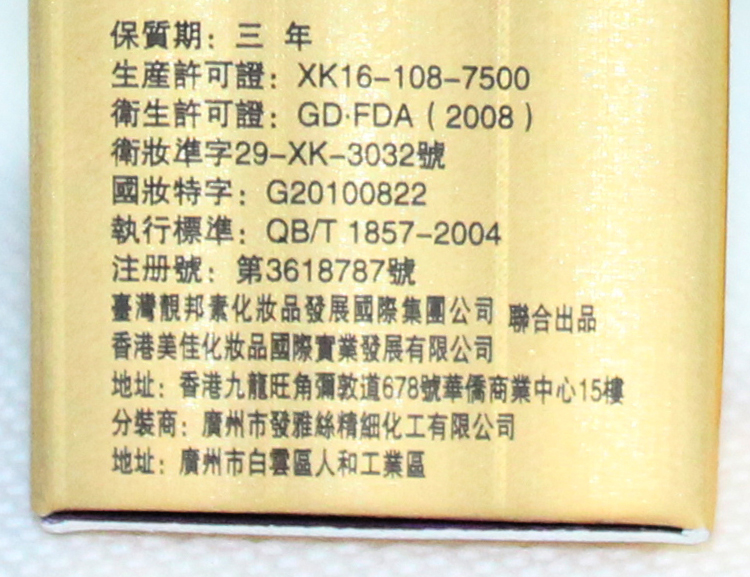 保質期：三 年
生産許可證：XK16-108-7500
衛生許可證：GD·FDA（2008）
衛妝準字29-XK-3032號
國妝特字：G20100822
執行標準：QB/T 1857-2004
注册號：第3618787號
臺灣靚邦素化妝品發展國際集團公司 聯合出品
香港美佳化妝品國際實業發展有限公司
地址：香港九龍旺角彌敦道678號華僑商業中心15樓
分裝商：廣州市發雅絲精細化工有限公司
地址：廣州市白雲區人和工業區